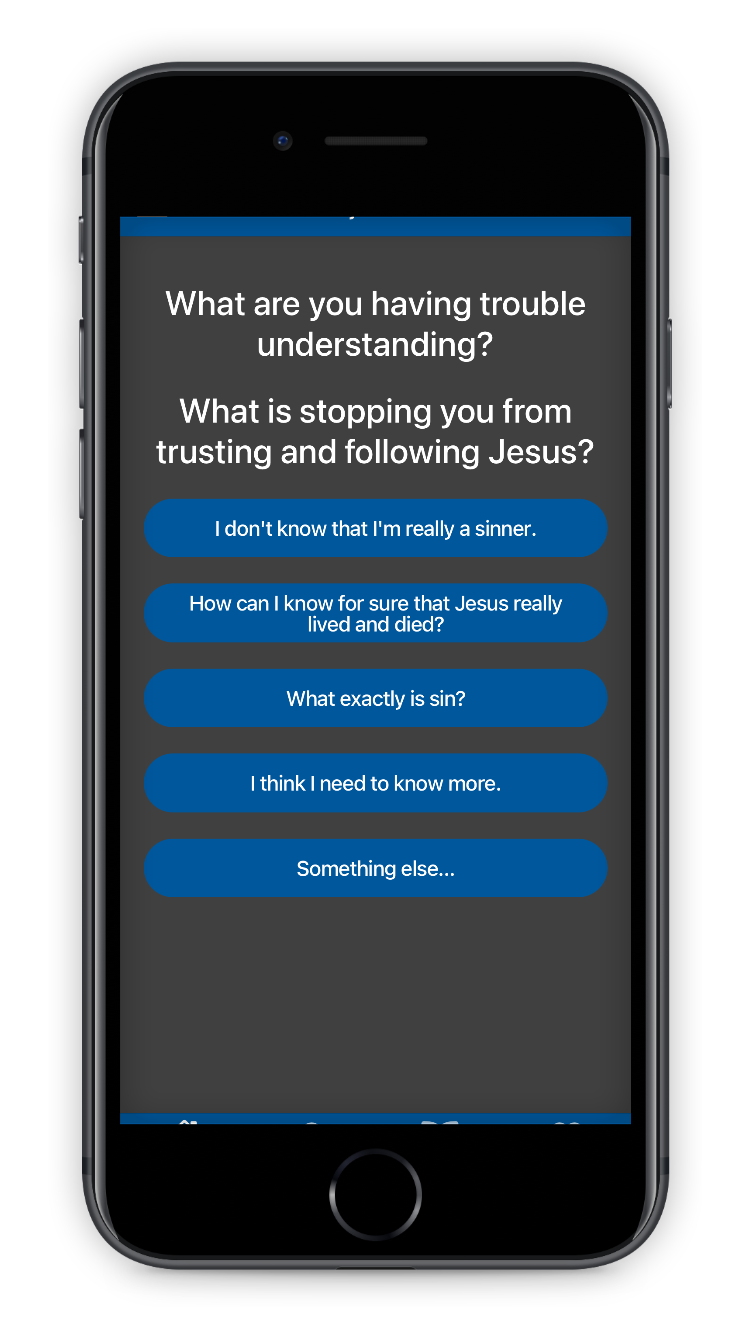 What are you having trouble
understanding?
What is stopping you from
trusting and following Jesus?
I don't know that I'm really a sinner.
How can I know for sure that Jesus really
lived and died?
What exactly is sin?
I think I need to know more.
Something else...